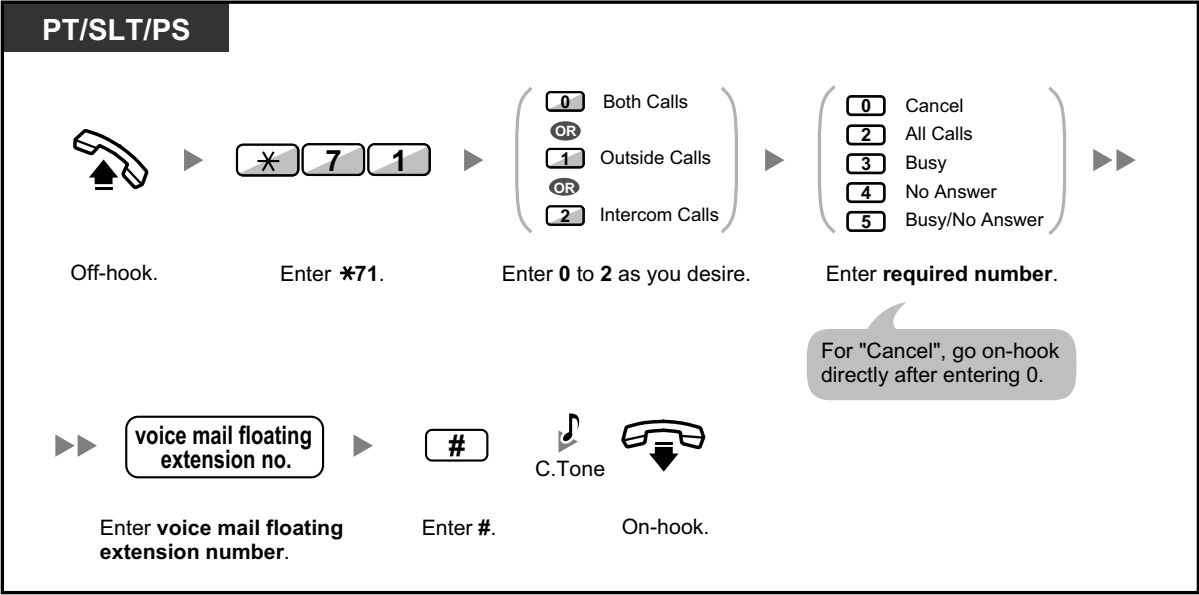 PT/SLT/PS
0 Both Calls
OR
1 Outside Calls
OR
2 Intercom Calls
0 Cancel
2 All Calls
3 Busy
4 No Answer
5 Busy/No Answer
* 7 1
Off-hook.
Enter *71.
Enter 0 to 2 as you desire.
Enter required number.
For "Cancel", go on-hook
directly after entering 0.
voice mail floating
extension no.
#
C.Tone
Enter voice mail floating
extension number.
Enter #.
On-hook.